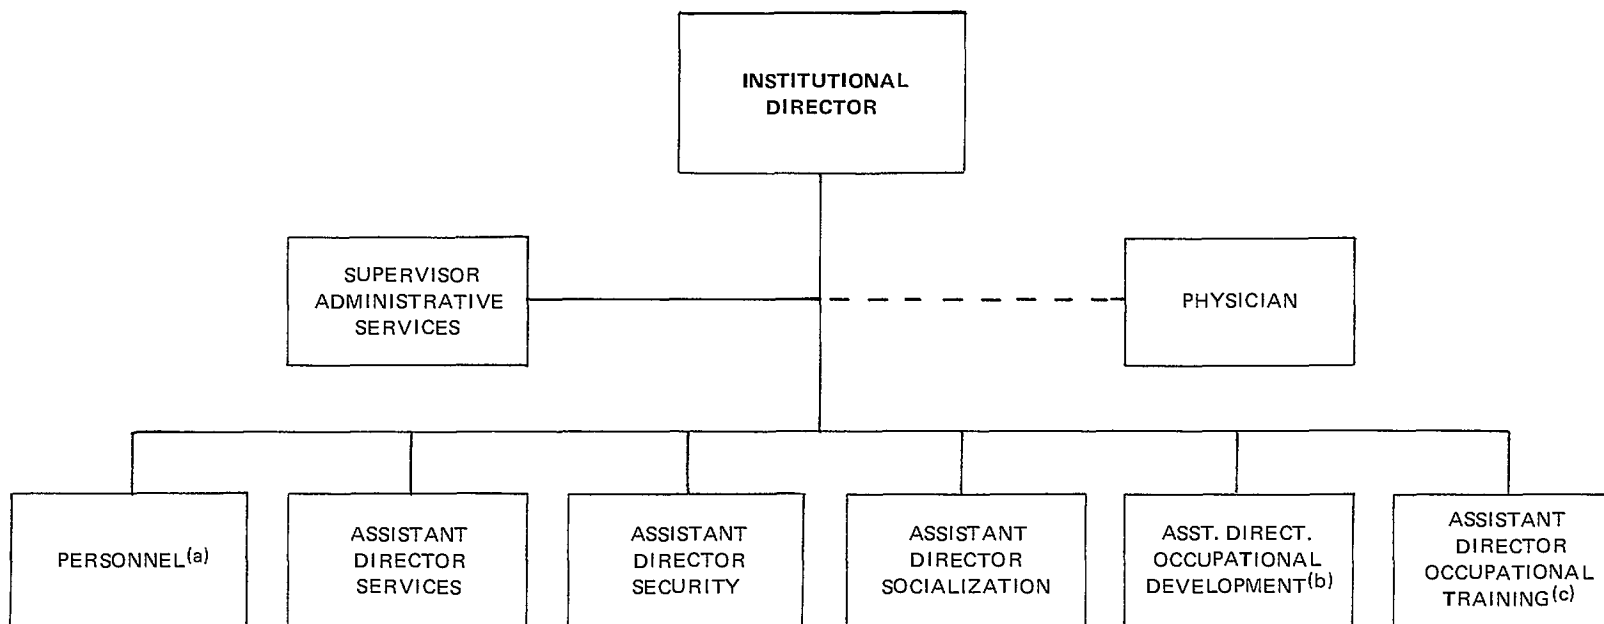 INSTITUTIONAL
DIRECTOR
SUPERVISOR
ADMINISTRATIVE
SERVICES
PHYSICIAN
PERSONNEL(a)
ASSISTANT
DIRECTOR
SERVICES
ASSISTANT
DIRECTOR
SECURITY
ASSISTANT
DIRECTOR
SOCIALIZATION
ASST. DIRECT.
OCCUPATIONAL
DEVELOPMENT(b)
ASSISTANT
DIRECTOR
OCCUPATIONAL
TRAINING(c)